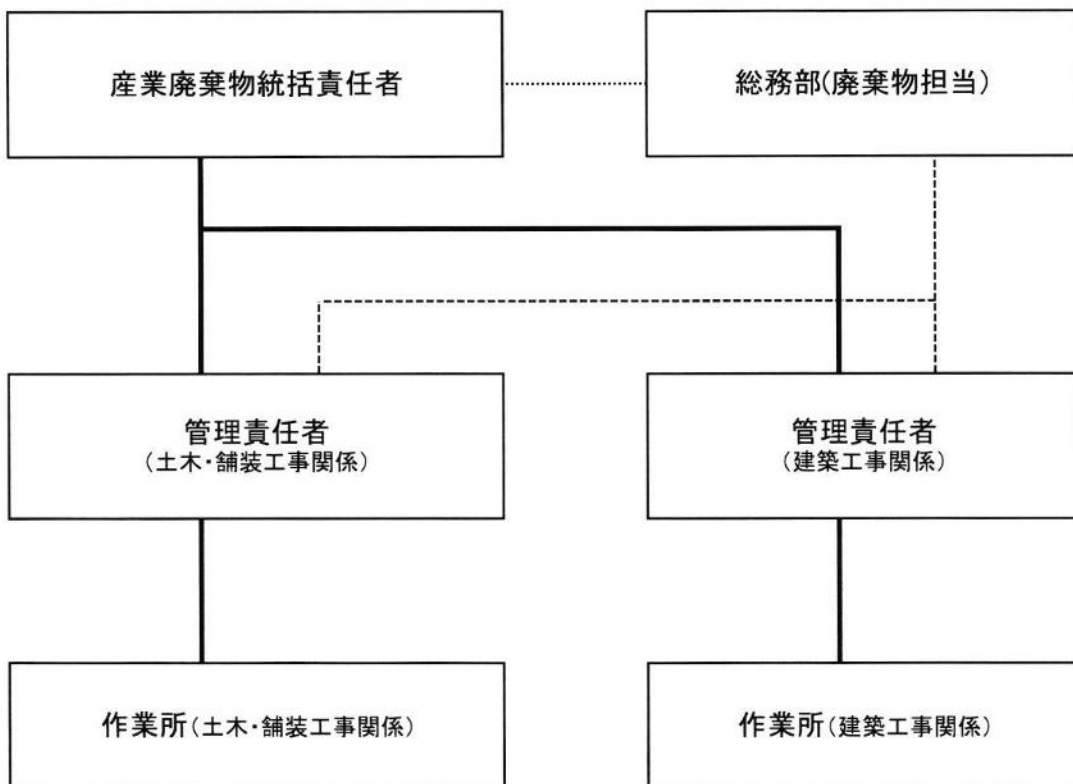 産業廃棄物統括責任者
総務部(廃棄物担当)
管理責任者
(土木・舗装工事関係)
管理責任者
(建築工事関係)
作業所(土木・舗装工事関係)
作業所(建築工事関係)